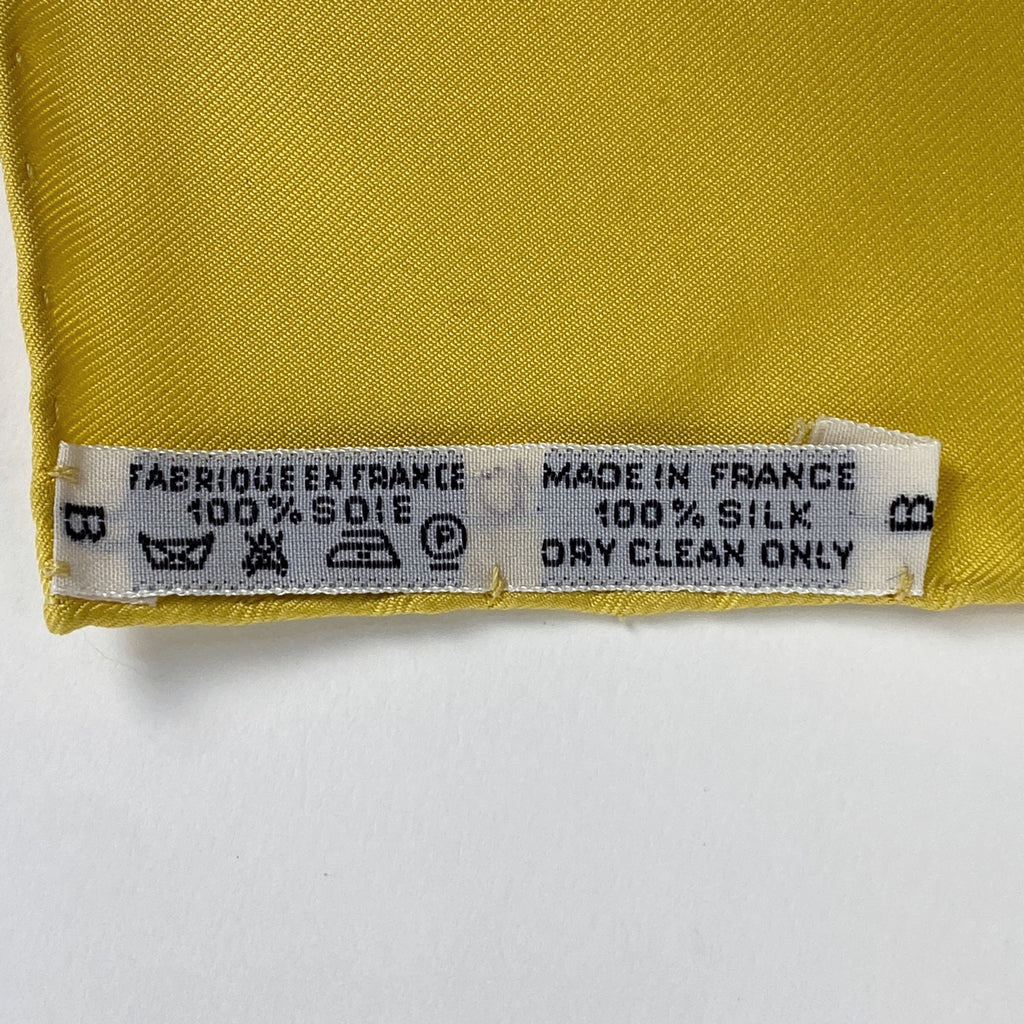 B
FABRIQUE EN FRANCE
100% SOIE
P
MADE IN FRANCE
100% SILK
DRY CLEAN ONLY
B